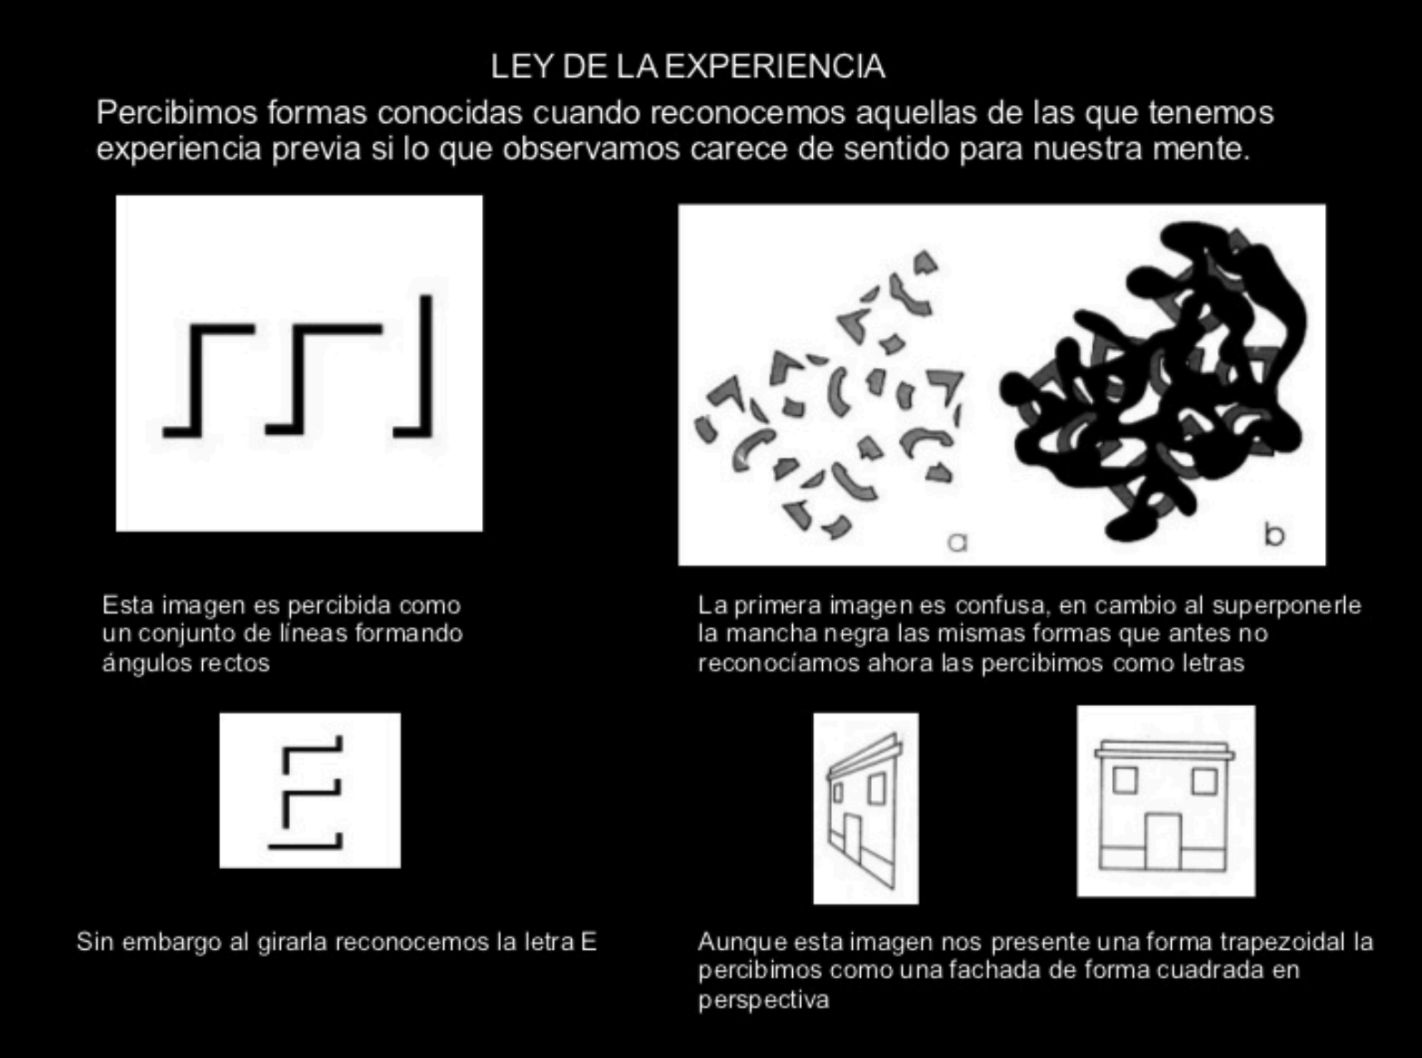 LEY DE LA EXPERIENCIA
Percibimos formas conocidas cuando reconocemos aquellas de las que tenemos
experiencia previa si lo que observamos carece de sentido para nuestra mente.
a
b
Esta imagen es percibida como
un conjunto de líneas formando
ángulos rectos
La primera imagen es confusa, en cambio al superponerle
la mancha negra las mismas formas que antes no
reconocíamos ahora las percibimos como letras
Sin embargo al girarla reconocemos la letra E
Aunque esta imagen nos presente una forma trapezoidal la
percibimos como una fachada de forma cuadrada en
perspectiva